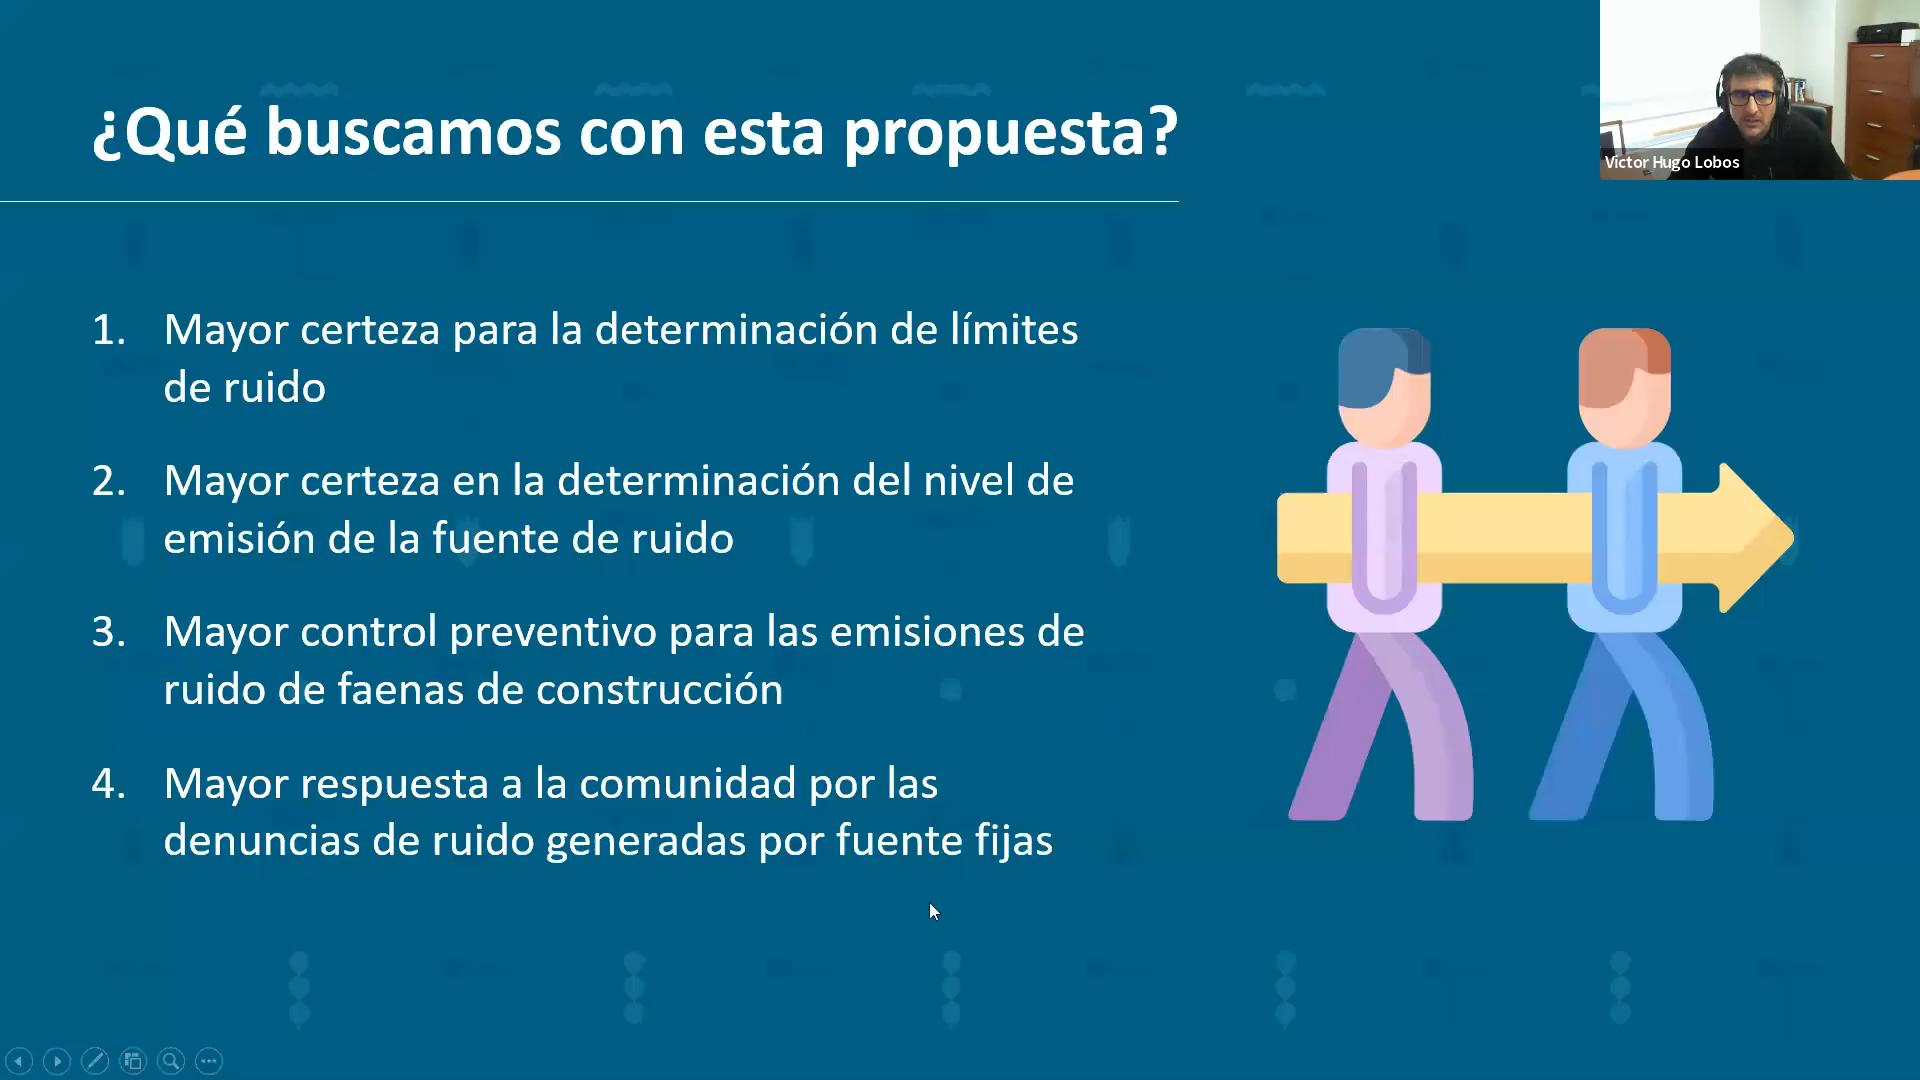 ¿Qué buscamos con esta propuesta?
Victor Hugo Lobos
1. Mayor certeza para la determinación de límites
de ruido
2. Mayor certeza en la determinación del nivel de
emisión de la fuente de ruido
3. Mayor control preventivo para las emisiones de
ruido de faenas de construcción
4. Mayor respuesta a la comunidad por las
denuncias de ruido generadas por fuente fijas